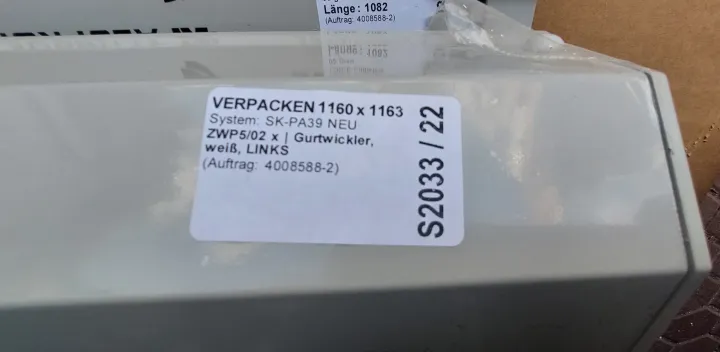 Länge: 1082
(Auftrag: 4008588-2)
VERPACKEN 1160 x 1163
System: SK-PA39 NEU
ZWP5/02 x | Gurtwickler,
weiß, LINKS
(Auftrag: 4008588-2)
S2033 / 22